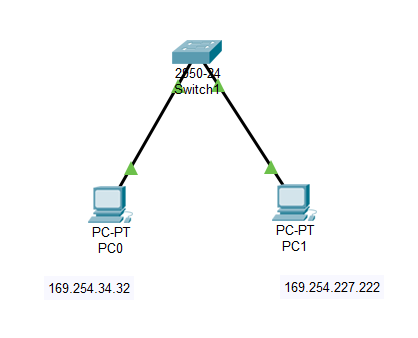 2950-24
Switch1
PC-PT
PC0
PC-PT
PC1
169.254.34.32
169.254.227.222